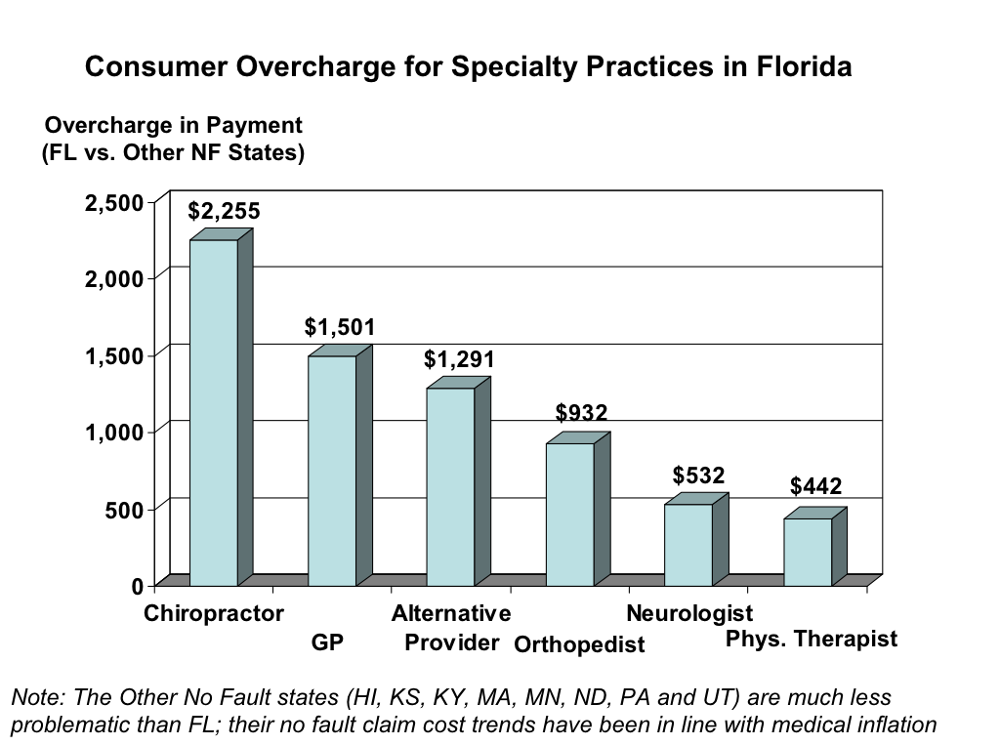 Consumer Overcharge for Specialty Practices in Florida
Overcharge in Payment
(FL vs. Other NF States)
2,500
2,000
1,500
1,000
500
0
$2,255
$1,501
$1,291
$932
$532
$442
Chiropractor
GP
Alternative
Provider
Orthopedist
Neurologist
Phys. Therapist
Note: The Other No Fault states (HI, KS, KY, MA, MN, ND, PA and UT) are much less
problematic than FL; their no fault claim cost trends have been in line with medical inflation